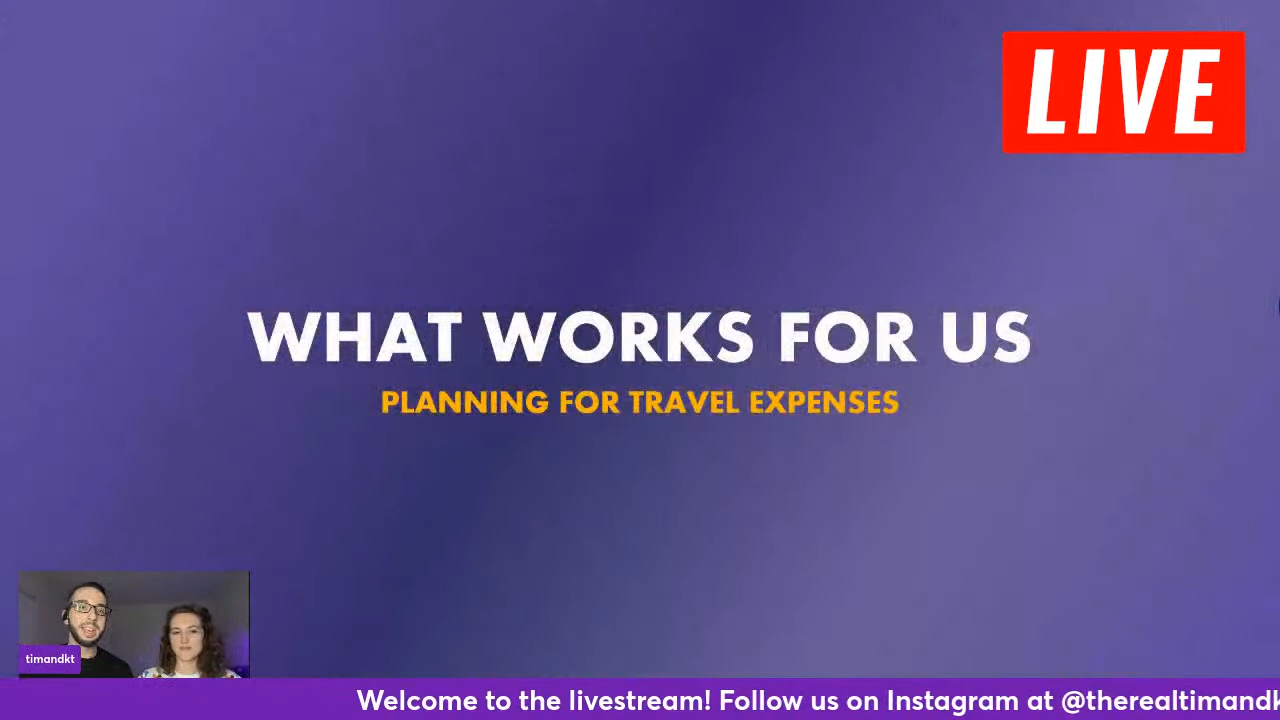 LIVE
WHAT WORKS FOR US
PLANNING FOR TRAVEL EXPENSES
timandkt
Welcome to the livestream! Follow us on Instagram at @therealtimandk